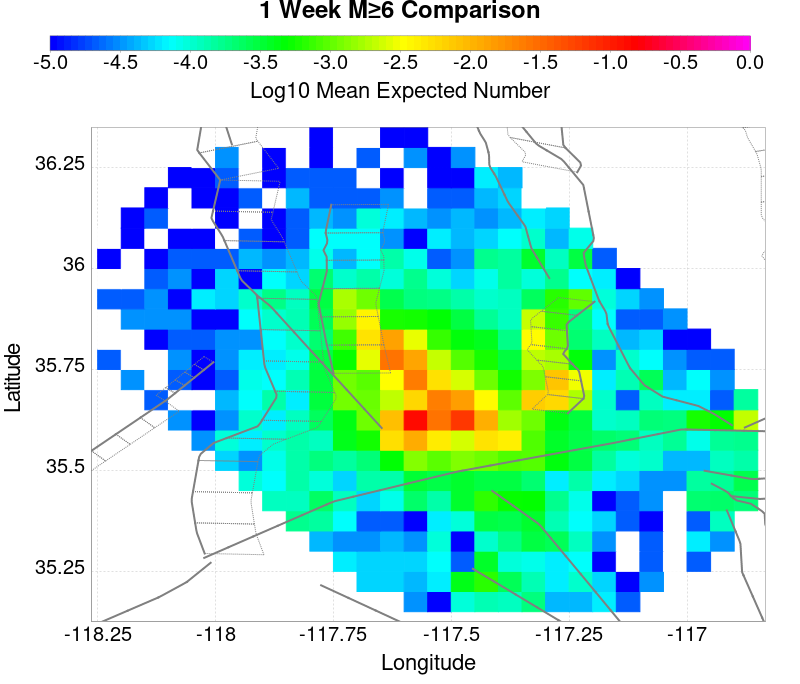 1 Week M≥6 Comparison
-5.0 -4.5 -4.0 -3.5 -3.0 -2.5 -2.0 -1.5 -1.0 -0.5 0.0
Log10 Mean Expected Number
36.25
36
35.75
35.5
35.25
Latitude
-118.25 -118 -117.75 -117.5 -117.25 -117
Longitude